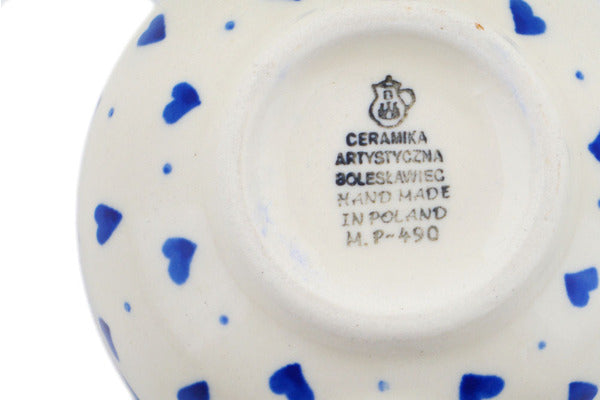 CERAMIKA
ARTYSTYCZNA
BOLESŁAWIEC
HAND MADE
IN POLAND
M.P-490